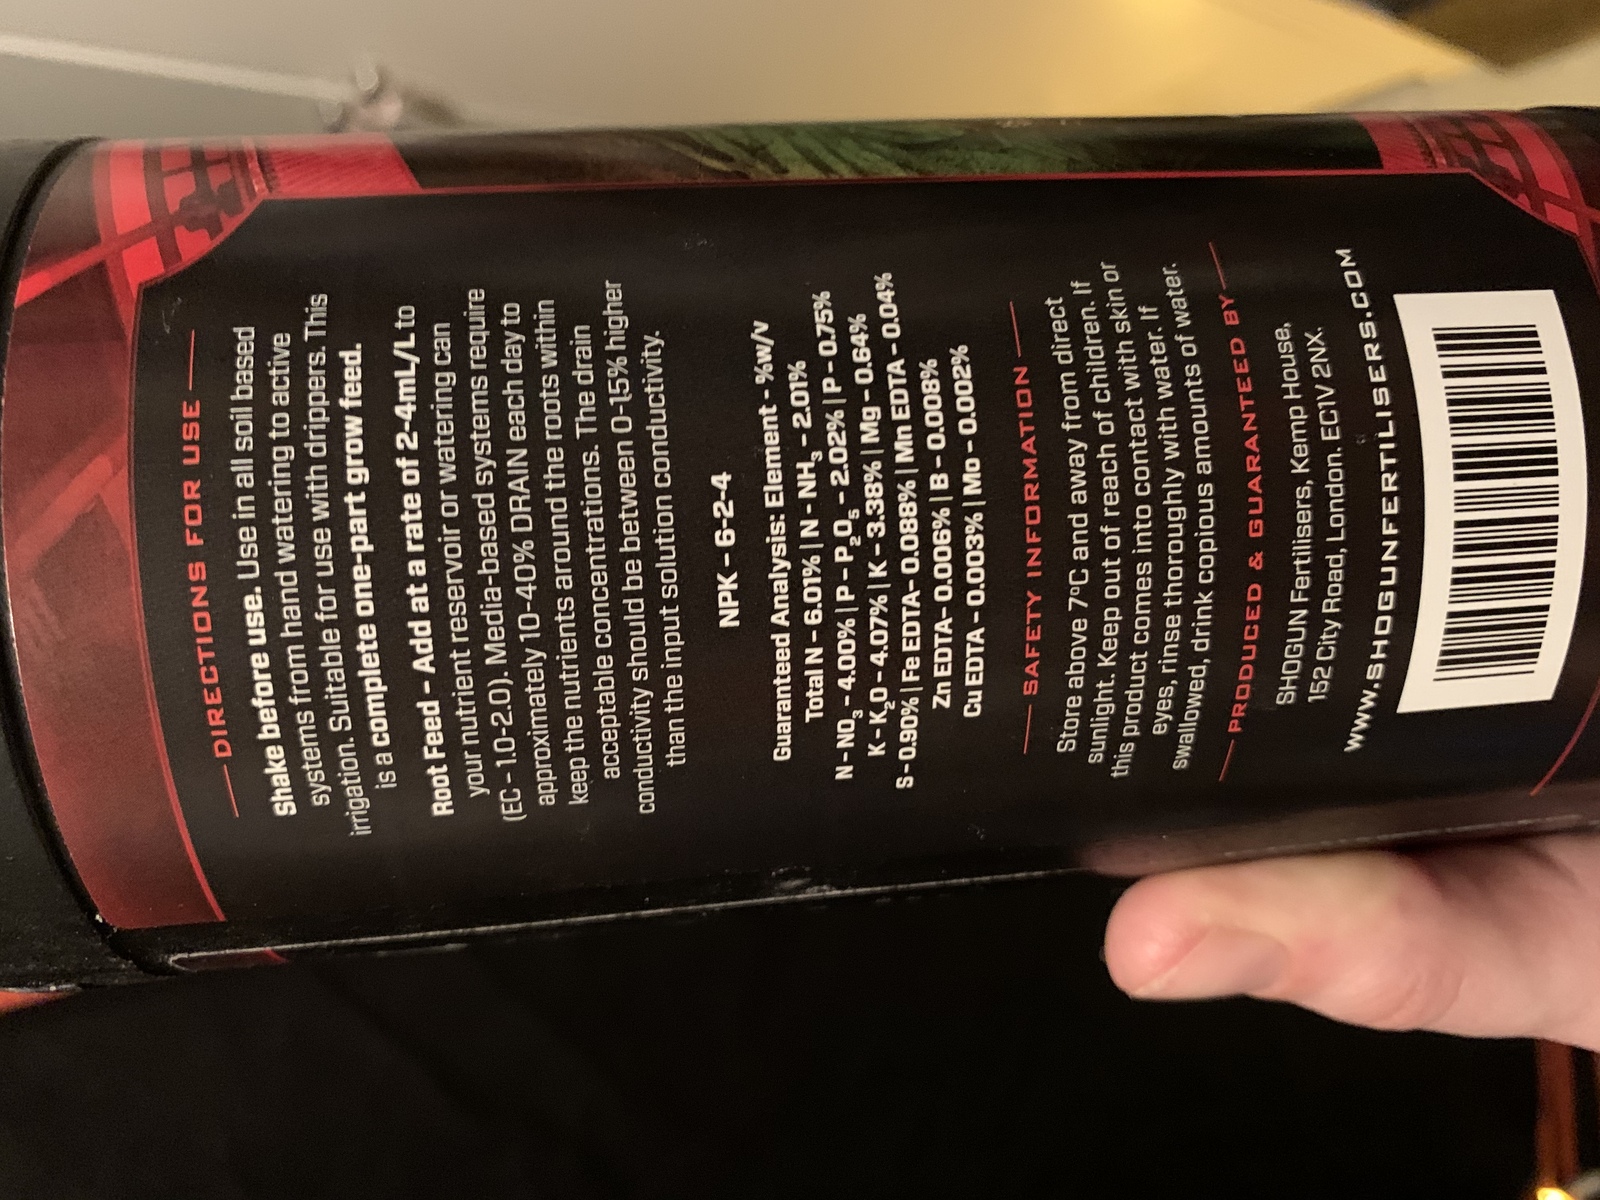 DIRECTIONS FOR USE
Shake before use. Use in all soil based
systems from hand watering to active
irrigation. Suitable for use with drippers. This
is a complete one-part grow feed.
Root Feed - Add at a rate of 2-4mL/L to
your nutrient reservoir or watering can
(EC - 1.0-2.0). Media-based systems require
approximately 10-40% DRAIN each day to
keep the nutrients around the roots within
acceptable concentrations. The drain
conductivity should be between 0-15% higher
than the input solution conductivity.
NPK - 6-2-4
Guaranteed Analysis: Element - %w/v
Total N - 6.01% | N - NH₃ - 2.01%
N - NO₃ - 4.00% | P - P₂O₅ - 2.02% | P - 0.75%
K - K₂O - 4.07% | K - 3.38% | Mg - 0.64%
S - 0.90% | Fe EDTA - 0.088% | Mn EDTA - 0.04%
Zn EDTA - 0.006% | B - 0.008%
Cu EDTA - 0.003% | Mo - 0.002%
SAFETY INFORMATION
Store above 7ºC and away from direct
sunlight. Keep out of reach of children. If
this product comes into contact with skin or
eyes, rinse thoroughly with water. If
swallowed, drink copious amounts of water.
PRODUCED & GUARANTEED BY
SHOGUN Fertilisers, Kemp House,
152 City Road, London. EC1V 2NX.
WWW.SHOGUNFERTILISERS.COM